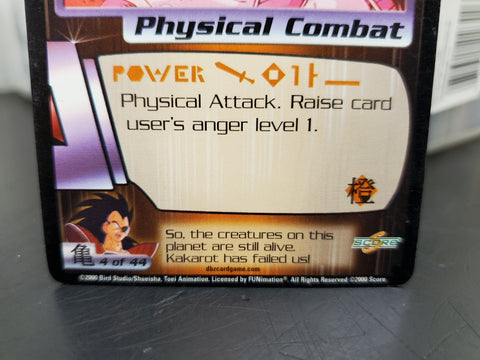 Physical Combat
POWER
Physical Attack. Raise card
user's anger level 1.
橙
So, the creatures on this
planet are still alive.
Kakarot has failed us!
SCORE
亀
4 of 44
dbzcardgame.com
©2000 Bird Studio/Shueisha, Toei Animation. Licensed by FUNimation®. All Rights Reserved ©2000 Score.